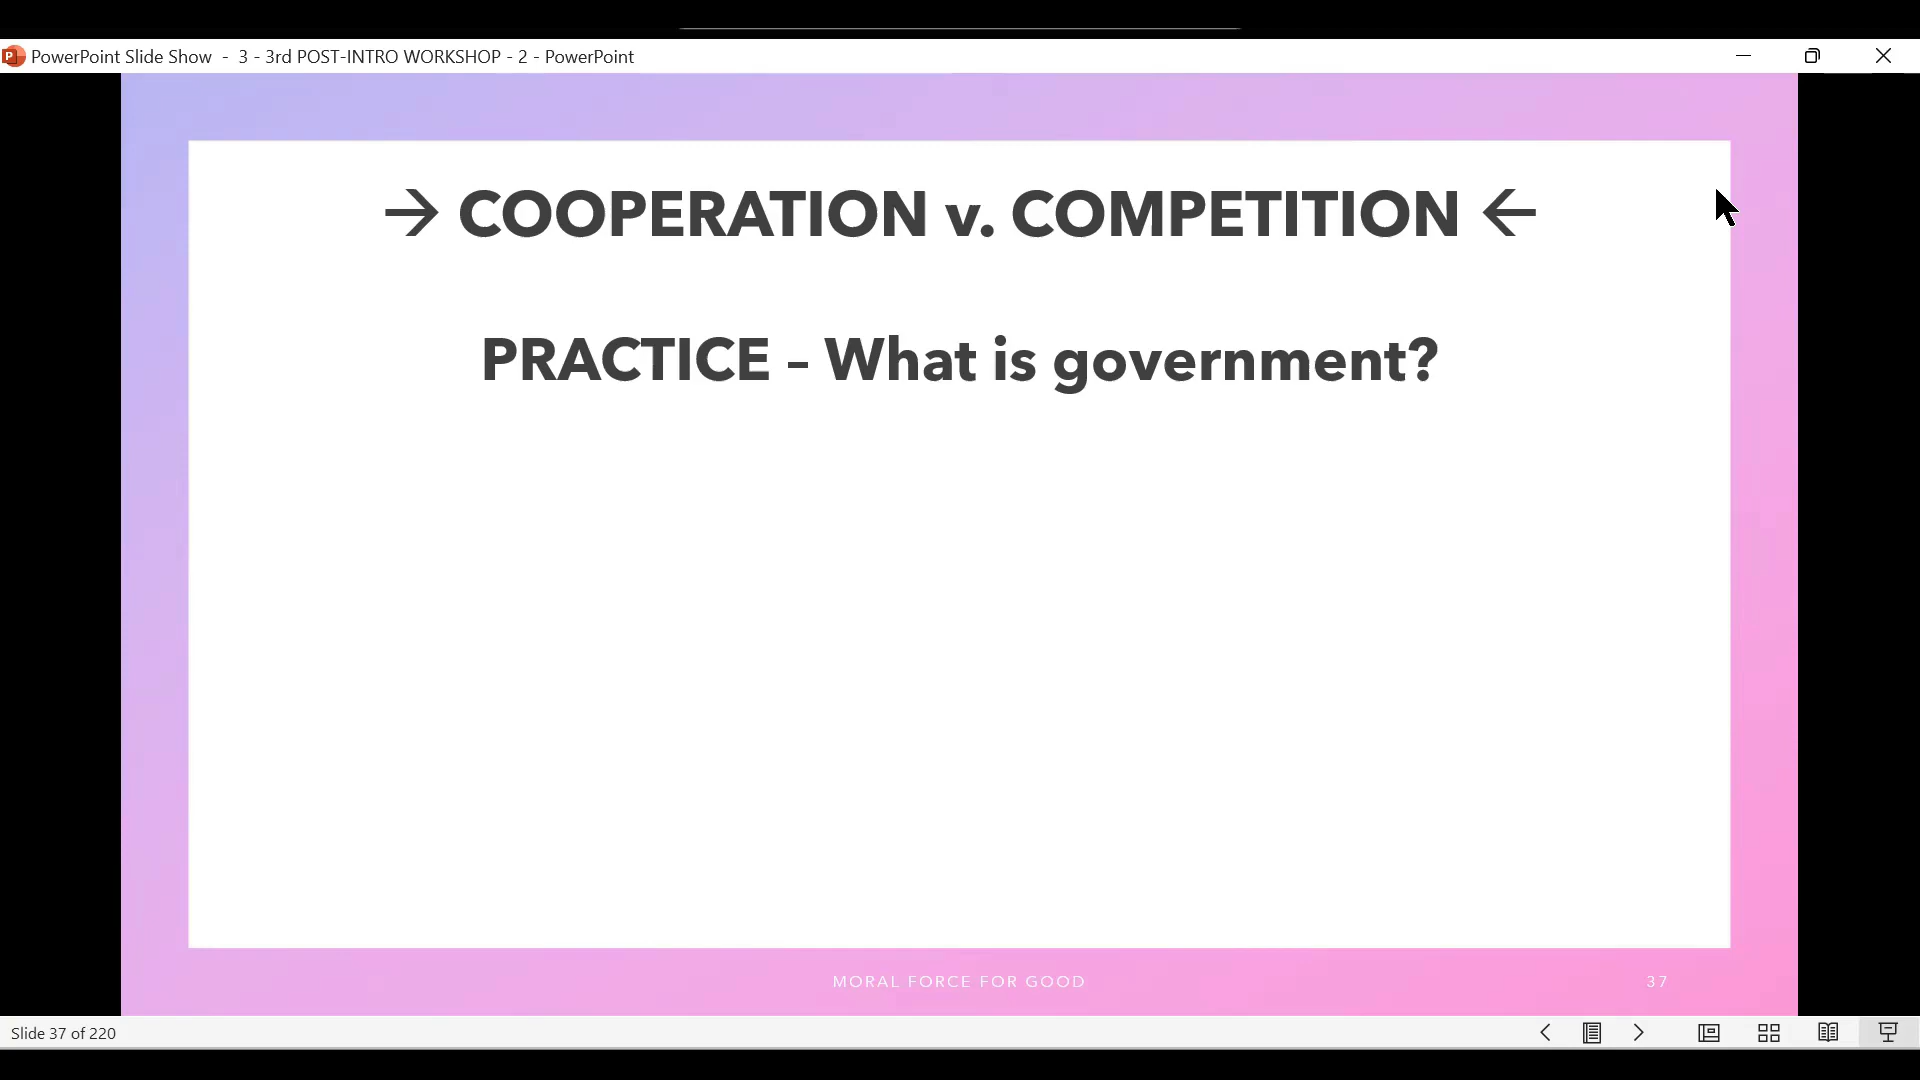 PowerPoint Slide Show - 3 - 3rd POST-INTRO WORKSHOP - 2 - PowerPoint
→ COOPERATION v. COMPETITION ←
PRACTICE – What is government?
MORAL FORCE FOR GOOD
37
Slide 37 of 220